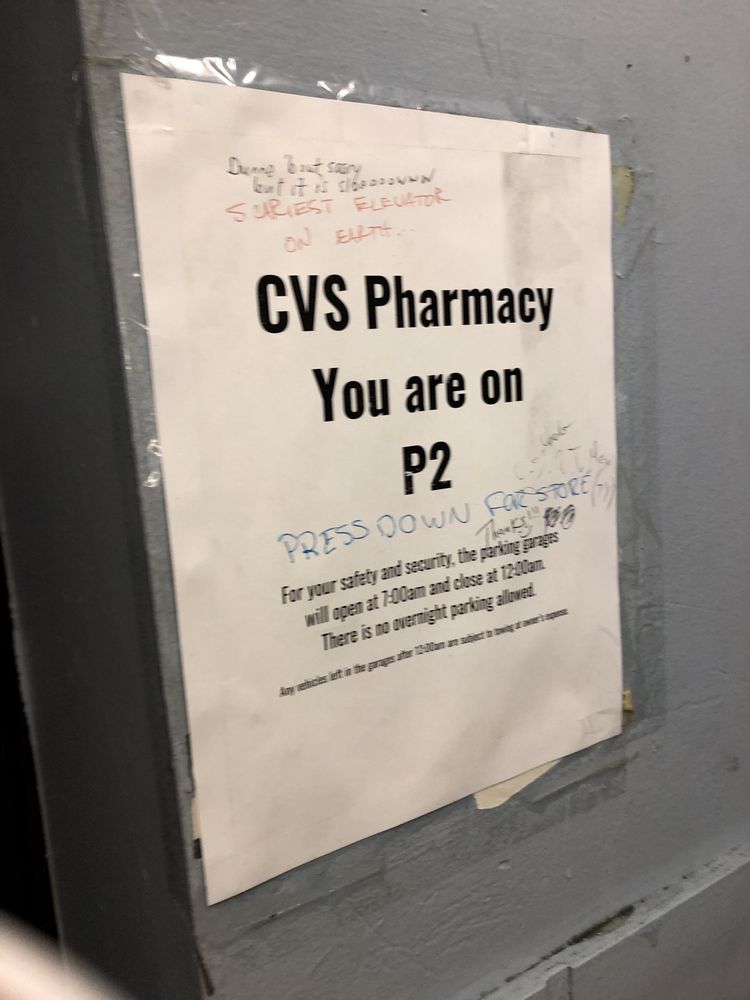 Dunno 'bout scary
but it is slooooownn
SCARIEST ELEVATOR
ON EARTH...
CVS Pharmacy
You are on
P2
PRESS DOWN FOR STORE
Thanks!!!
For your safety and security, the parking garages
will open at 7:00am and close at 12:00am.
There is no overnight parking allowed.
Any vehicles left in the garages after 12:00am are subject to towing at owner's expense.